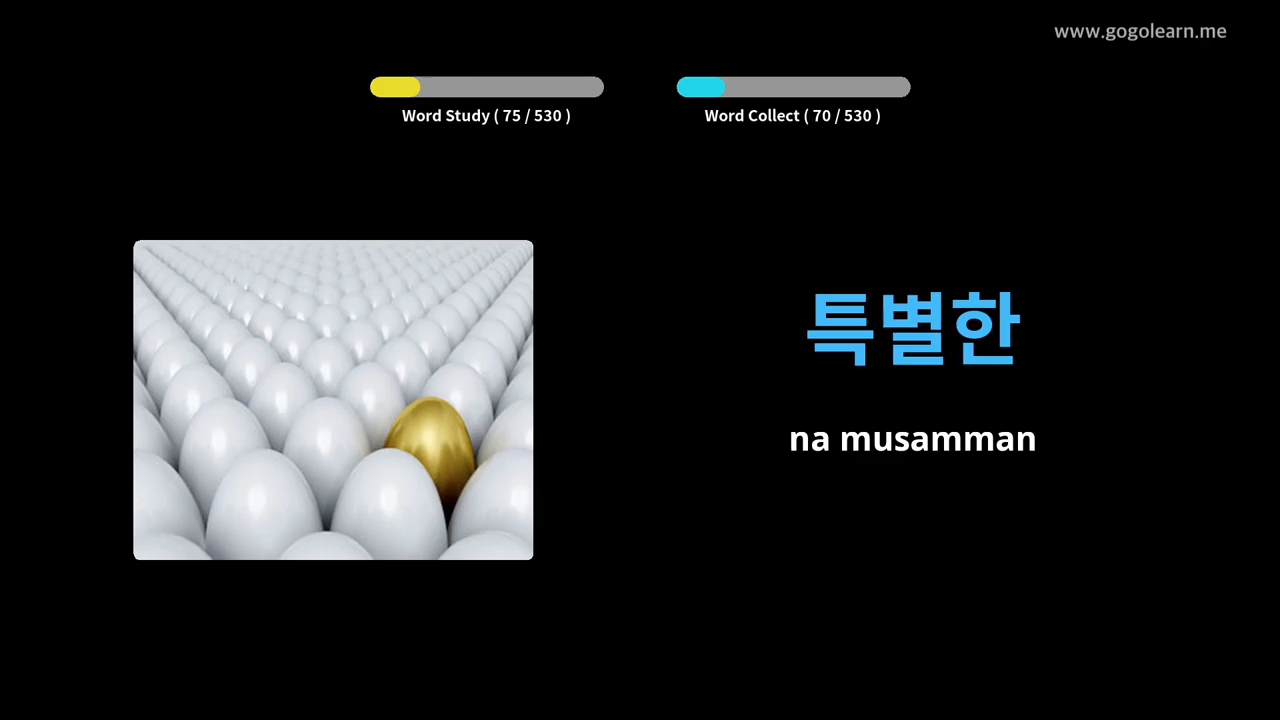 www.gogolearn.me
Word Study ( 75 / 530 )
Word Collect ( 70 / 530 )
특별한
na musamman